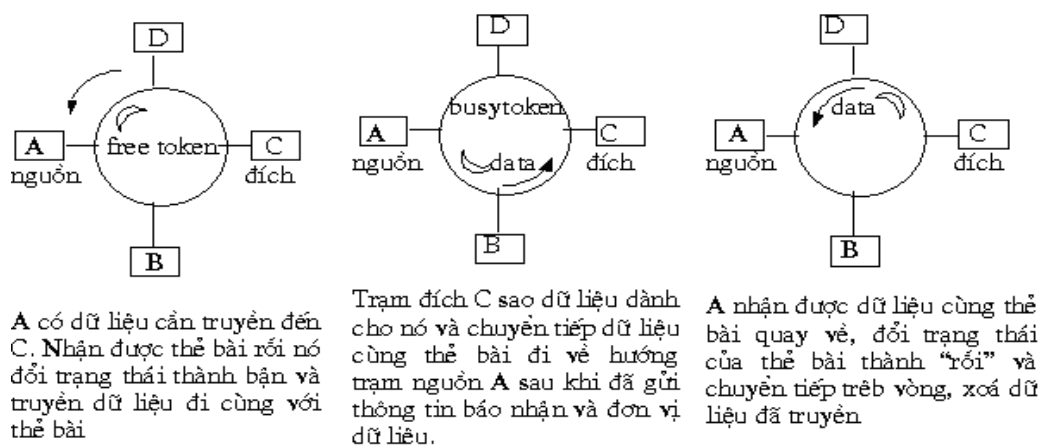 D
A
free token
C
nguồn
đích
B
D
busytoken
A
C
nguồn
data
đích
B
D
data
A
C
nguồn
đích
B
A có dữ liệu cần truyền đến
C. Nhận được thẻ bài rồi nó
đổi trạng thái thành bận và
truyền dữ liệu đi cùng với
thẻ bài
Trạm đích C sao dữ liệu dành
cho nó và chuyển tiếp dữ liệu
cùng thẻ bài đi về hướng
trạm nguồn A sau khi đã gửi
thông tin báo nhận và đơn vị
dữ liêu.
A nhận được dữ liệu cùng thẻ
bài quay về, đổi trạng thái
của thẻ bài thành “rỗi” và
chuyển tiếp trêb vòng, xoá dữ
liệu đã truyền